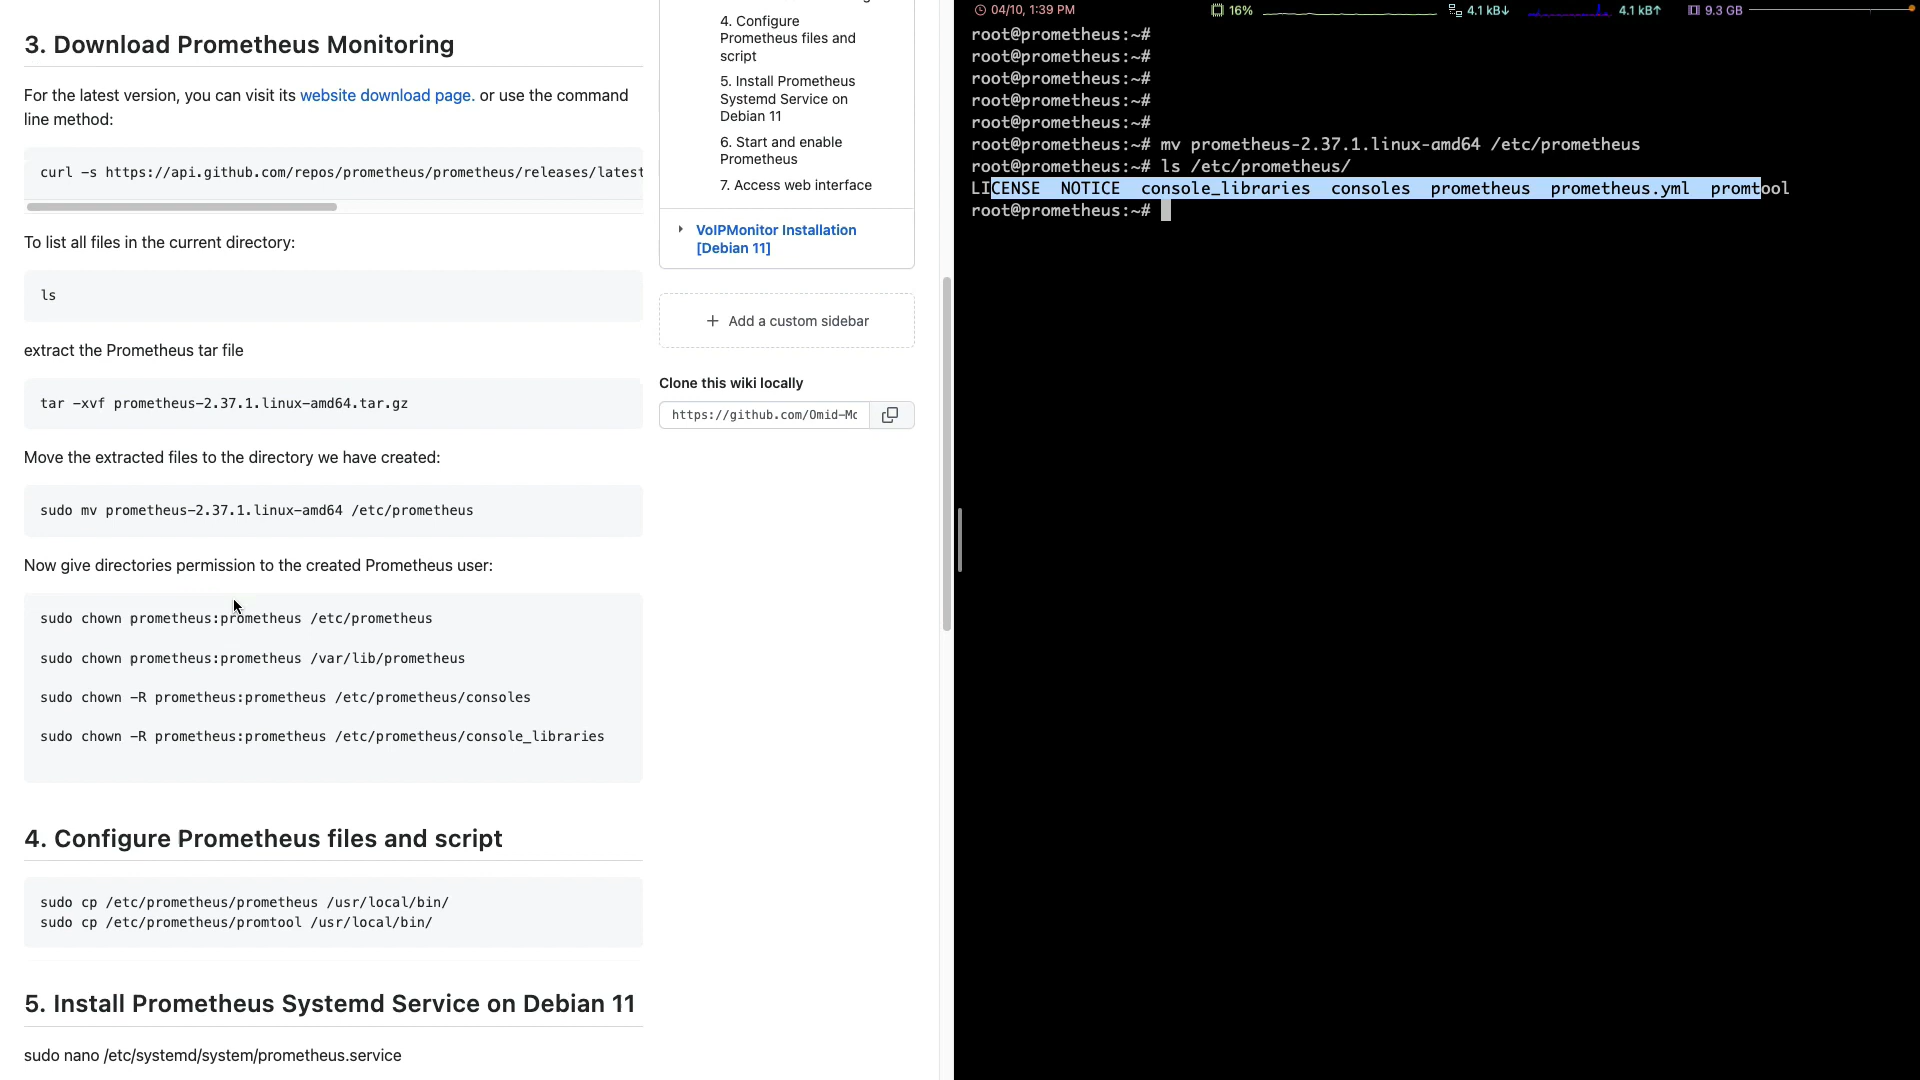 3. Download Prometheus Monitoring
For the latest version, you can visit its website download page. or use the command
line method:
curl -s https://api.github.com/repos/prometheus/prometheus/releases/latest
To list all files in the current directory:
ls
extract the Prometheus tar file
tar -xvf prometheus-2.37.1.linux-amd64.tar.gz
Move the extracted files to the directory we have created:
sudo mv prometheus-2.37.1.linux-amd64 /etc/prometheus
Now give directories permission to the created Prometheus user:
sudo chown prometheus:prometheus /etc/prometheus
sudo chown prometheus:prometheus /var/lib/prometheus
sudo chown -R prometheus:prometheus /etc/prometheus/consoles
sudo chown -R prometheus:prometheus /etc/prometheus/console_libraries
4. Configure Prometheus files and script
sudo cp /etc/prometheus/prometheus /usr/local/bin/
sudo cp /etc/prometheus/promtool /usr/local/bin/
5. Install Prometheus Systemd Service on Debian 11
sudo nano /etc/systemd/system/prometheus.service
4. Configure
Prometheus files and
script
5. Install Prometheus
Systemd Service on
Debian 11
6. Start and enable
Prometheus
7. Access web interface
VoIPMonitor Installation
[Debian 11]
+ Add a custom sidebar
Clone this wiki locally
https://github.com/Omid-Mo
04/10, 1:39 PM 16% 4.1 kB↓ 4.1 kB↑ 9.3 GB
root@prometheus:~#
root@prometheus:~#
root@prometheus:~#
root@prometheus:~#
root@prometheus:~#
root@prometheus:~# mv prometheus-2.37.1.linux-amd64 /etc/prometheus
root@prometheus:~# ls /etc/prometheus/
LICENSE NOTICE console_libraries consoles prometheus prometheus.yml promtool
root@prometheus:~#